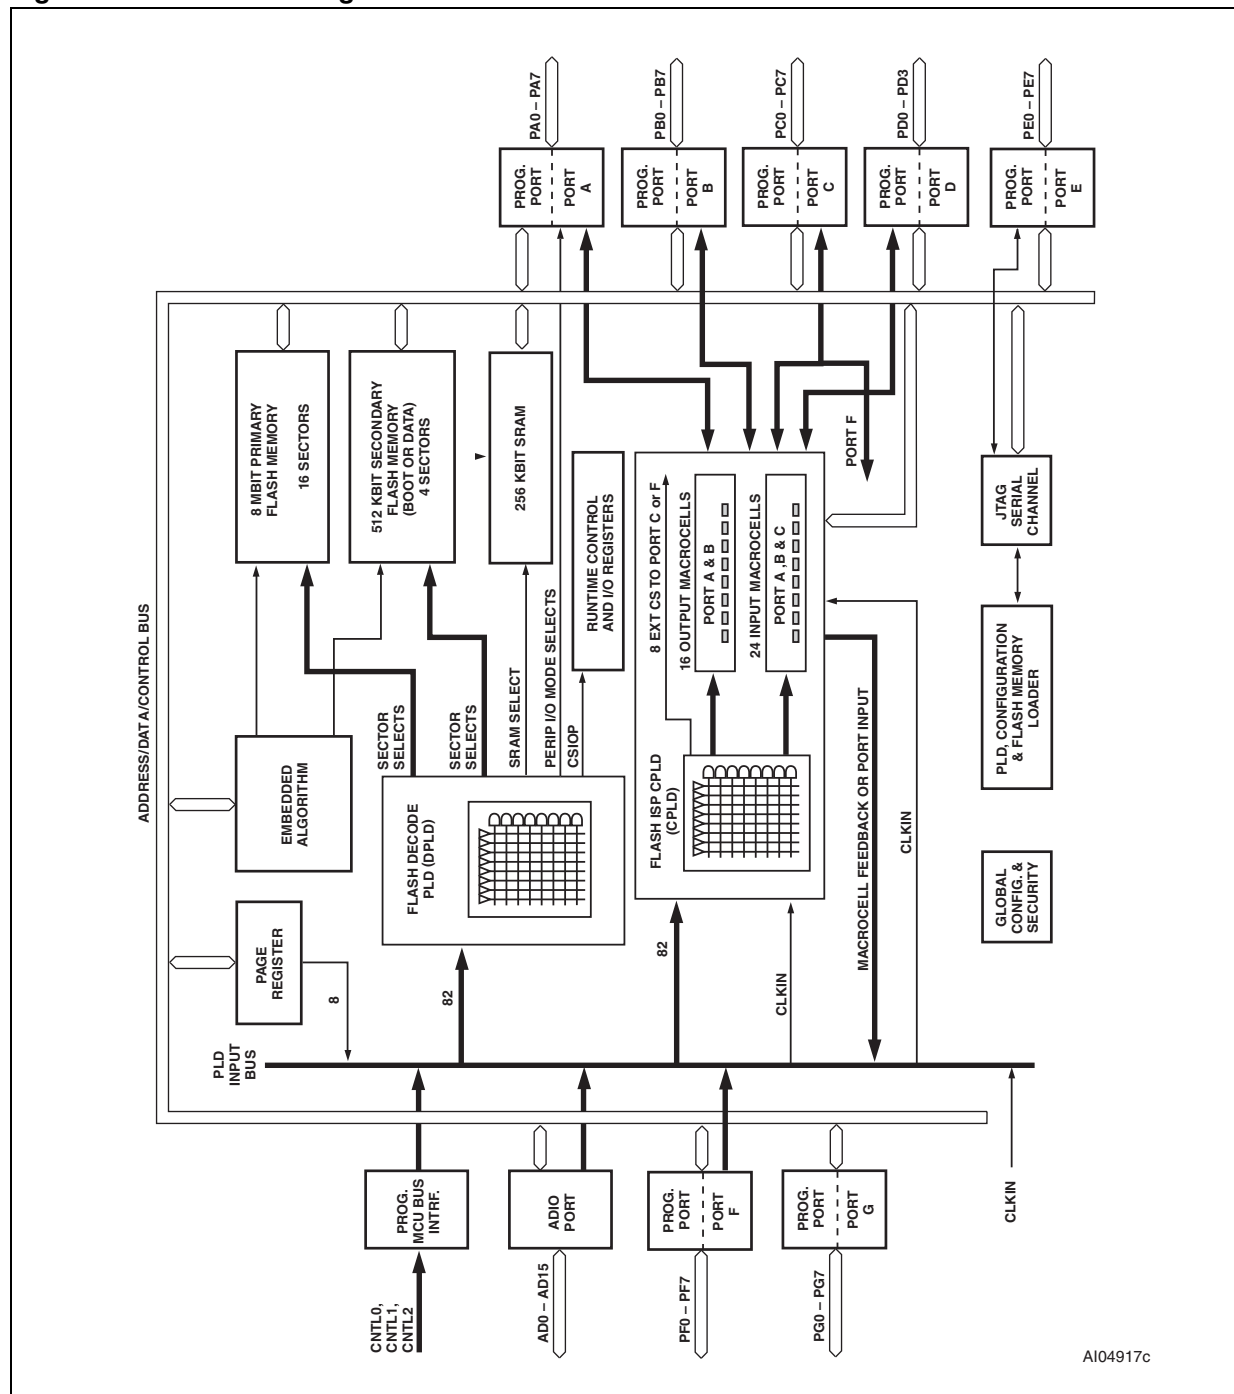 ADDRESS/DATA/CONTROL BUS
CNTL0,
CNTL1,
CNTL2
PROG.
MCU BUS
INTRF.
AD0 – AD15
ADIO
PORT
PF0 – PF7
PROG.
PORT
PORT
F
PG0 – PG7
PROG.
PORT
PORT
G
CLKIN
PLD
INPUT
BUS
PAGE
REGISTER
8
EMBEDDED
ALGORITHM
82
FLASH DECODE
PLD (DPLD)
SECTOR
SELECTS
SECTOR
SELECTS
SRAM SELECT
PERIP I/O MODE SELECTS
CSIOP
8 MBIT PRIMARY
FLASH MEMORY
16 SECTORS
512 KBIT SECONDARY
FLASH MEMORY
(BOOT OR DATA)
4 SECTORS
256 KBIT SRAM
RUNTIME CONTROL
AND I/O REGISTERS
82
CLKIN
FLASH ISP CPLD
(CPLD)
8 EXT CS TO PORT C or F
16 OUTPUT MACROCELLS
PORT A & B
24 INPUT MACROCELLS
PORT A ,B & C
MACROCELL FEEDBACK OR PORT INPUT
CLKIN
PORT F
GLOBAL
CONFIG. &
SECURITY
PLD, CONFIGURATION
& FLASH MEMORY
LOADER
JTAG
SERIAL
CHANNEL
PROG.
PORT
PORT
A
PA0 – PA7
PROG.
PORT
PORT
B
PB0 – PB7
PROG.
PORT
PORT
C
PC0 – PC7
PROG.
PORT
PORT
D
PD0 – PD3
PROG.
PORT
PORT
E
PE0 – PE7
AI04917c